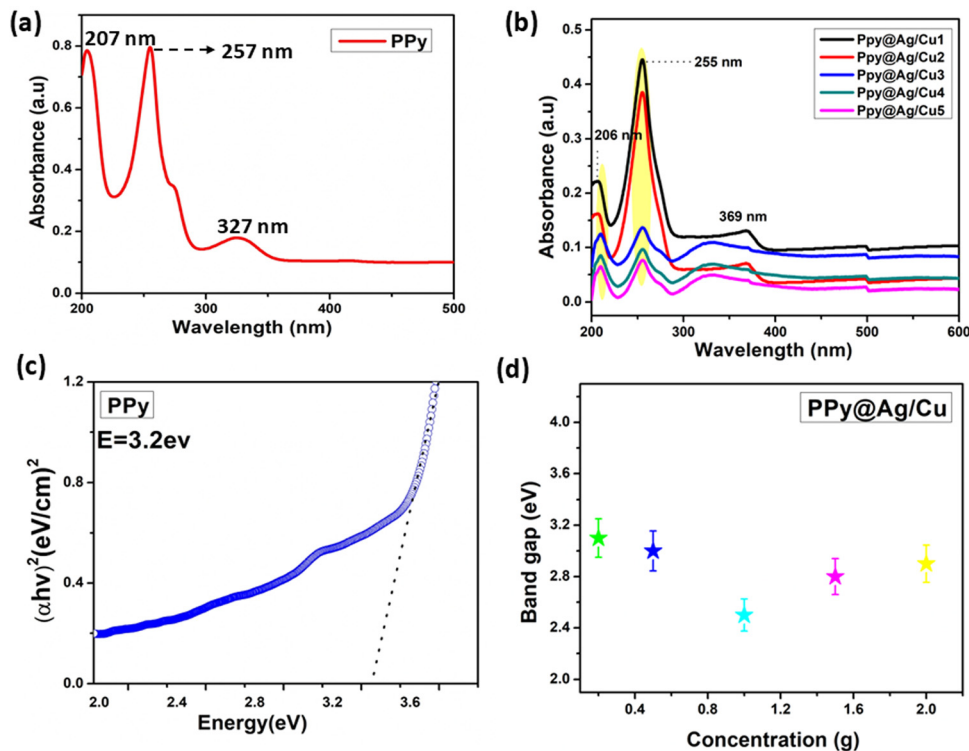 (a)
207 nm
257 nm
327 nm
PPy
Absorbance (a.u)
0.8
0.6
0.4
0.2
0.0
200 300 400 500
Wavelength (nm)
(b)
Ppy@Ag/Cu1
Ppy@Ag/Cu2
Ppy@Ag/Cu3
Ppy@Ag/Cu4
Ppy@Ag/Cu5
255 nm
206 nm
369 nm
Absorbance (a.u)
0.5
0.4
0.3
0.2
0.1
0.0
200 300 400 500 600
Wavelength (nm)
(c)
PPy
E=3.2ev
(αhν)²(eV/cm)²
1.2
0.8
0.4
0.0
2.0 2.4 2.8 3.2 3.6
Energy(eV)
(d)
PPy@Ag/Cu
Band gap (eV)
4.0
3.6
3.2
2.8
2.4
2.0
0.4 0.8 1.2 1.6 2.0
Concentration (g)